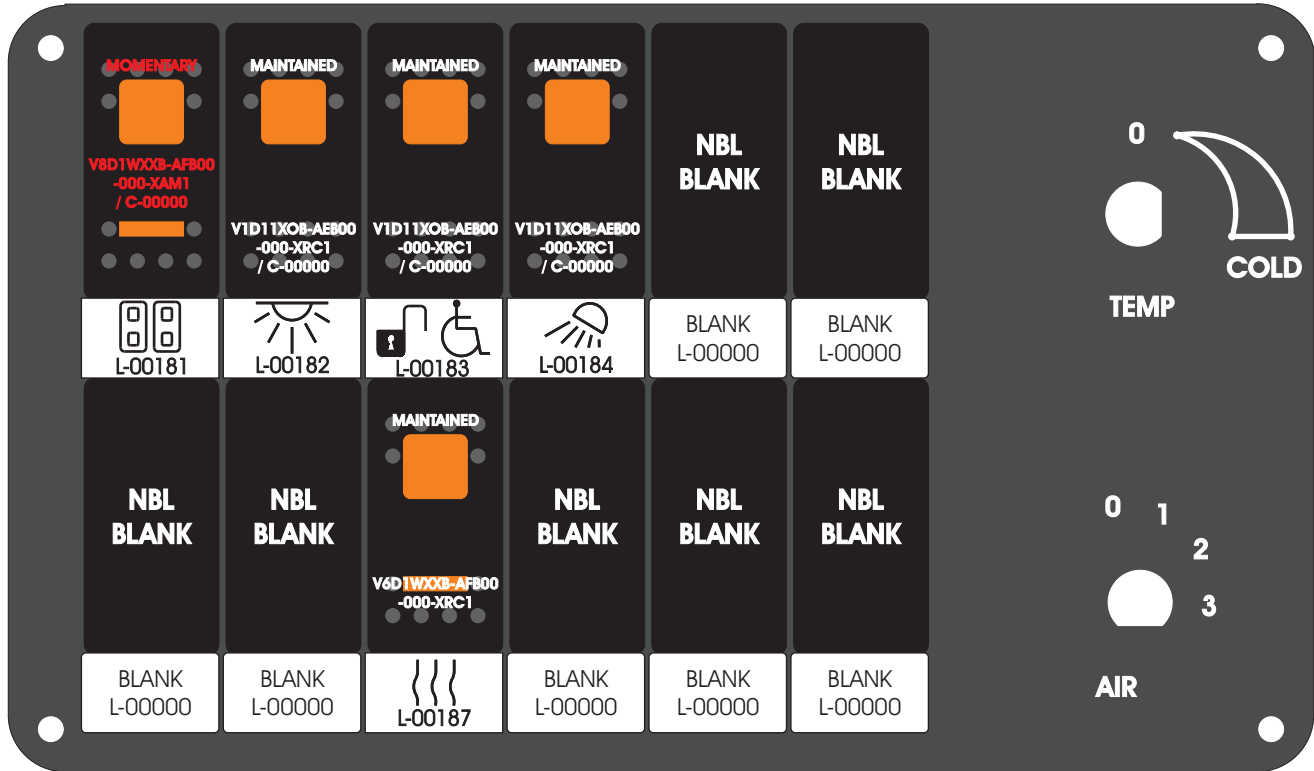 MOMENTARY
V8D1WXXB-AFB00
-000-XAM1
/ C-00000
L-00181
MAINTAINED
V1D11XOB-AEB00
-000-XRC1
/ C-00000
L-00182
MAINTAINED
V1D11XOB-AEB00
-000-XRC1
/ C-00000
L-00183
MAINTAINED
V1D11XOB-AEB00
-000-XRC1
/ C-00000
L-00184
NBL
BLANK
BLANK
L-00000
NBL
BLANK
BLANK
L-00000
0
COLD
TEMP
NBL
BLANK
BLANK
L-00000
NBL
BLANK
BLANK
L-00000
MAINTAINED
V6D1WXXB-AFB00
-000-XRC1
L-00187
NBL
BLANK
BLANK
L-00000
NBL
BLANK
BLANK
L-00000
NBL
BLANK
BLANK
L-00000
0
1
2
3
AIR